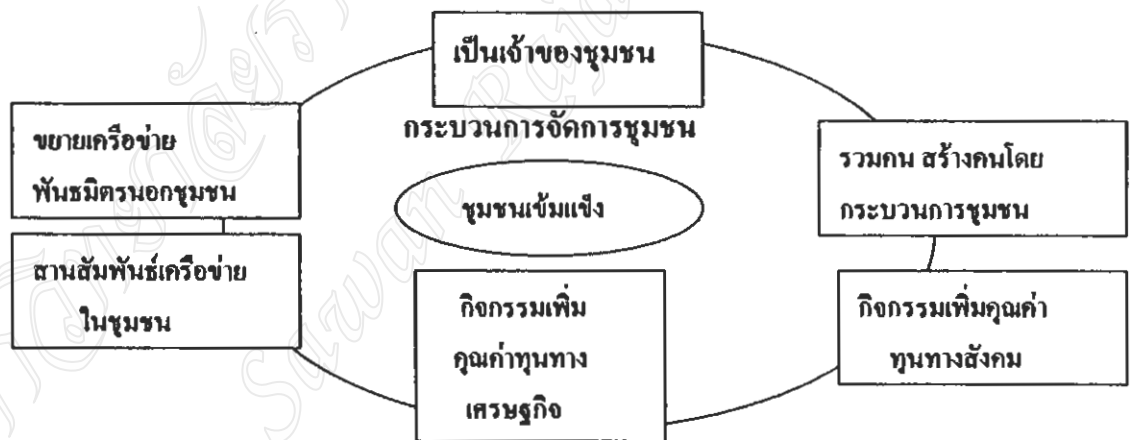 เป็นเจ้าของชุมชน
กระบวนการจัดการชุมชน
ชุมชนเข้มแข็ง
รวมคน สร้างคนโดย
กระบวนการชุมชน
กิจกรรมเพิ่มคุณค่า
ทุนทางสังคม
กิจกรรมเพิ่ม
คุณค่าทุนทาง
เศรษฐกิจ
สานสัมพันธ์เครือข่าย
ในชุมชน
ขยายเครือข่าย
พันธมิตรนอกชุมชน